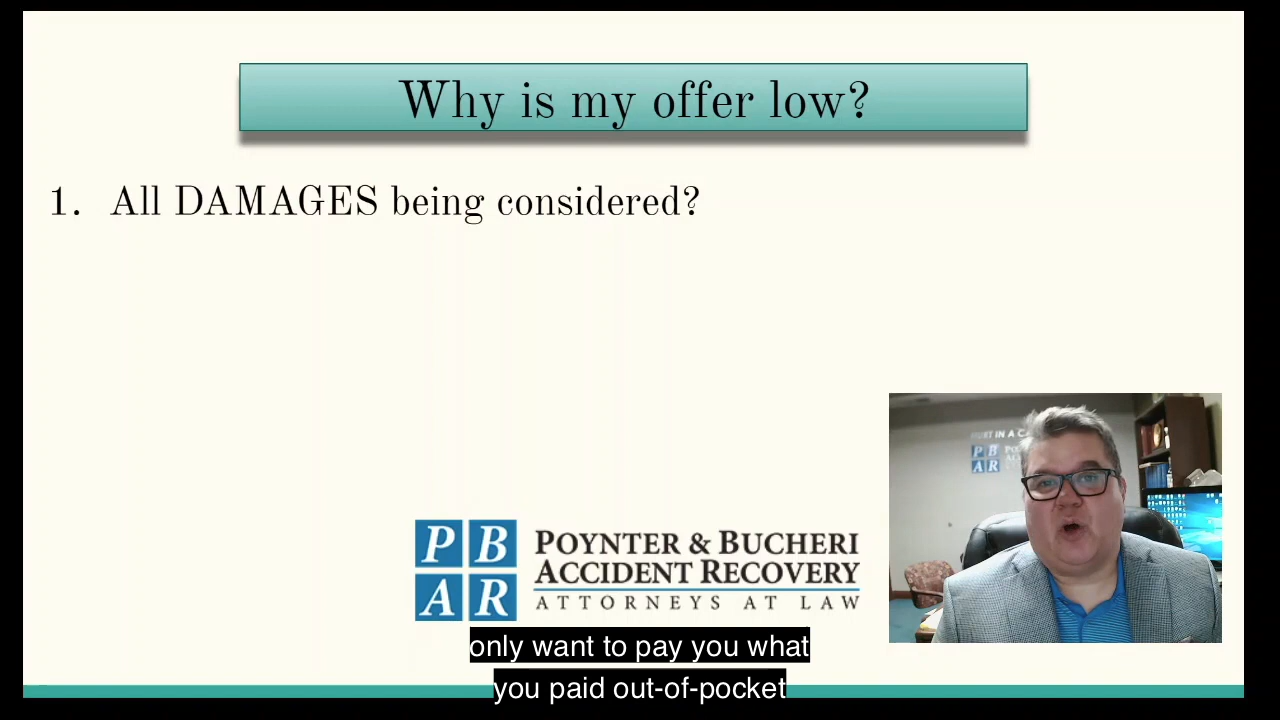 Why is my offer low?
1. All DAMAGES being considered?
P B
A R
POYNTER & BUCHERI
ACCIDENT RECOVERY
ATTORNEYS AT LAW
P B
A R
only want to pay you what
you paid out-of-pocket